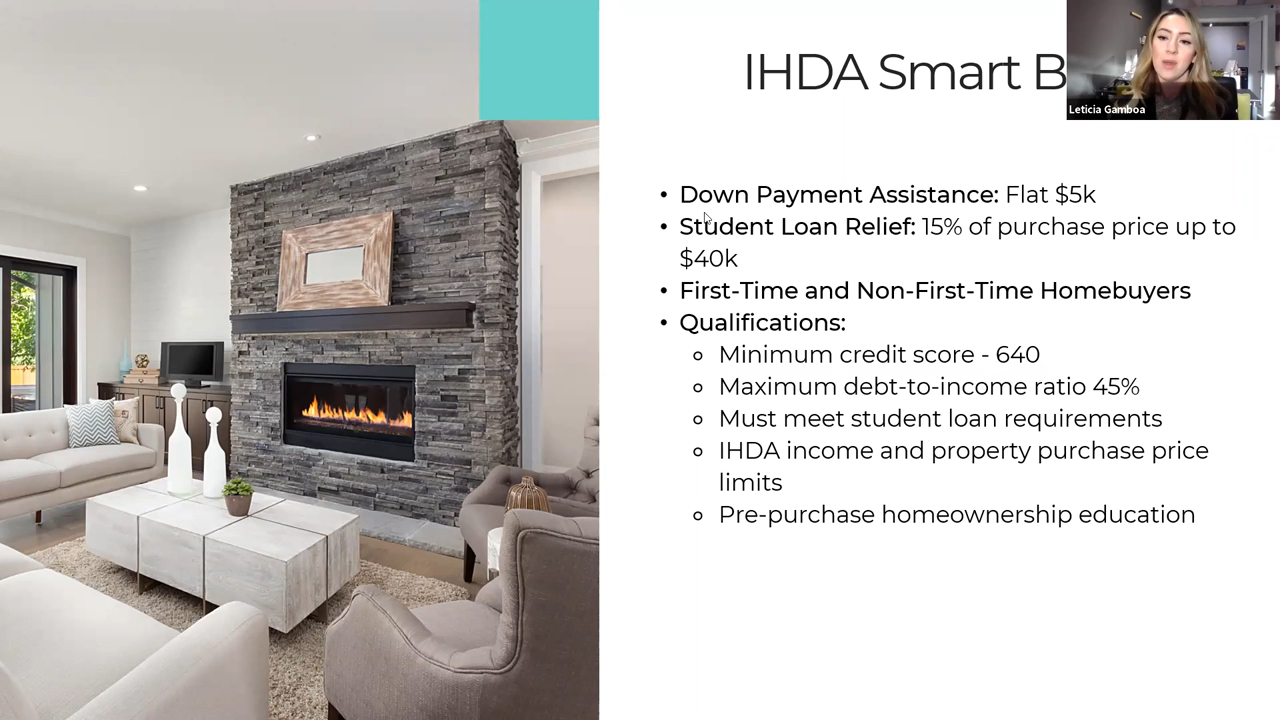 IHDA Smart B
Leticia Gamboa
• Down Payment Assistance: Flat $5k
• Student Loan Relief: 15% of purchase price up to
$40k
• First-Time and Non-First-Time Homebuyers
• Qualifications:
Minimum credit score - 640
Maximum debt-to-income ratio 45%
Must meet student loan requirements
IHDA income and property purchase price
limits
Pre-purchase homeownership education